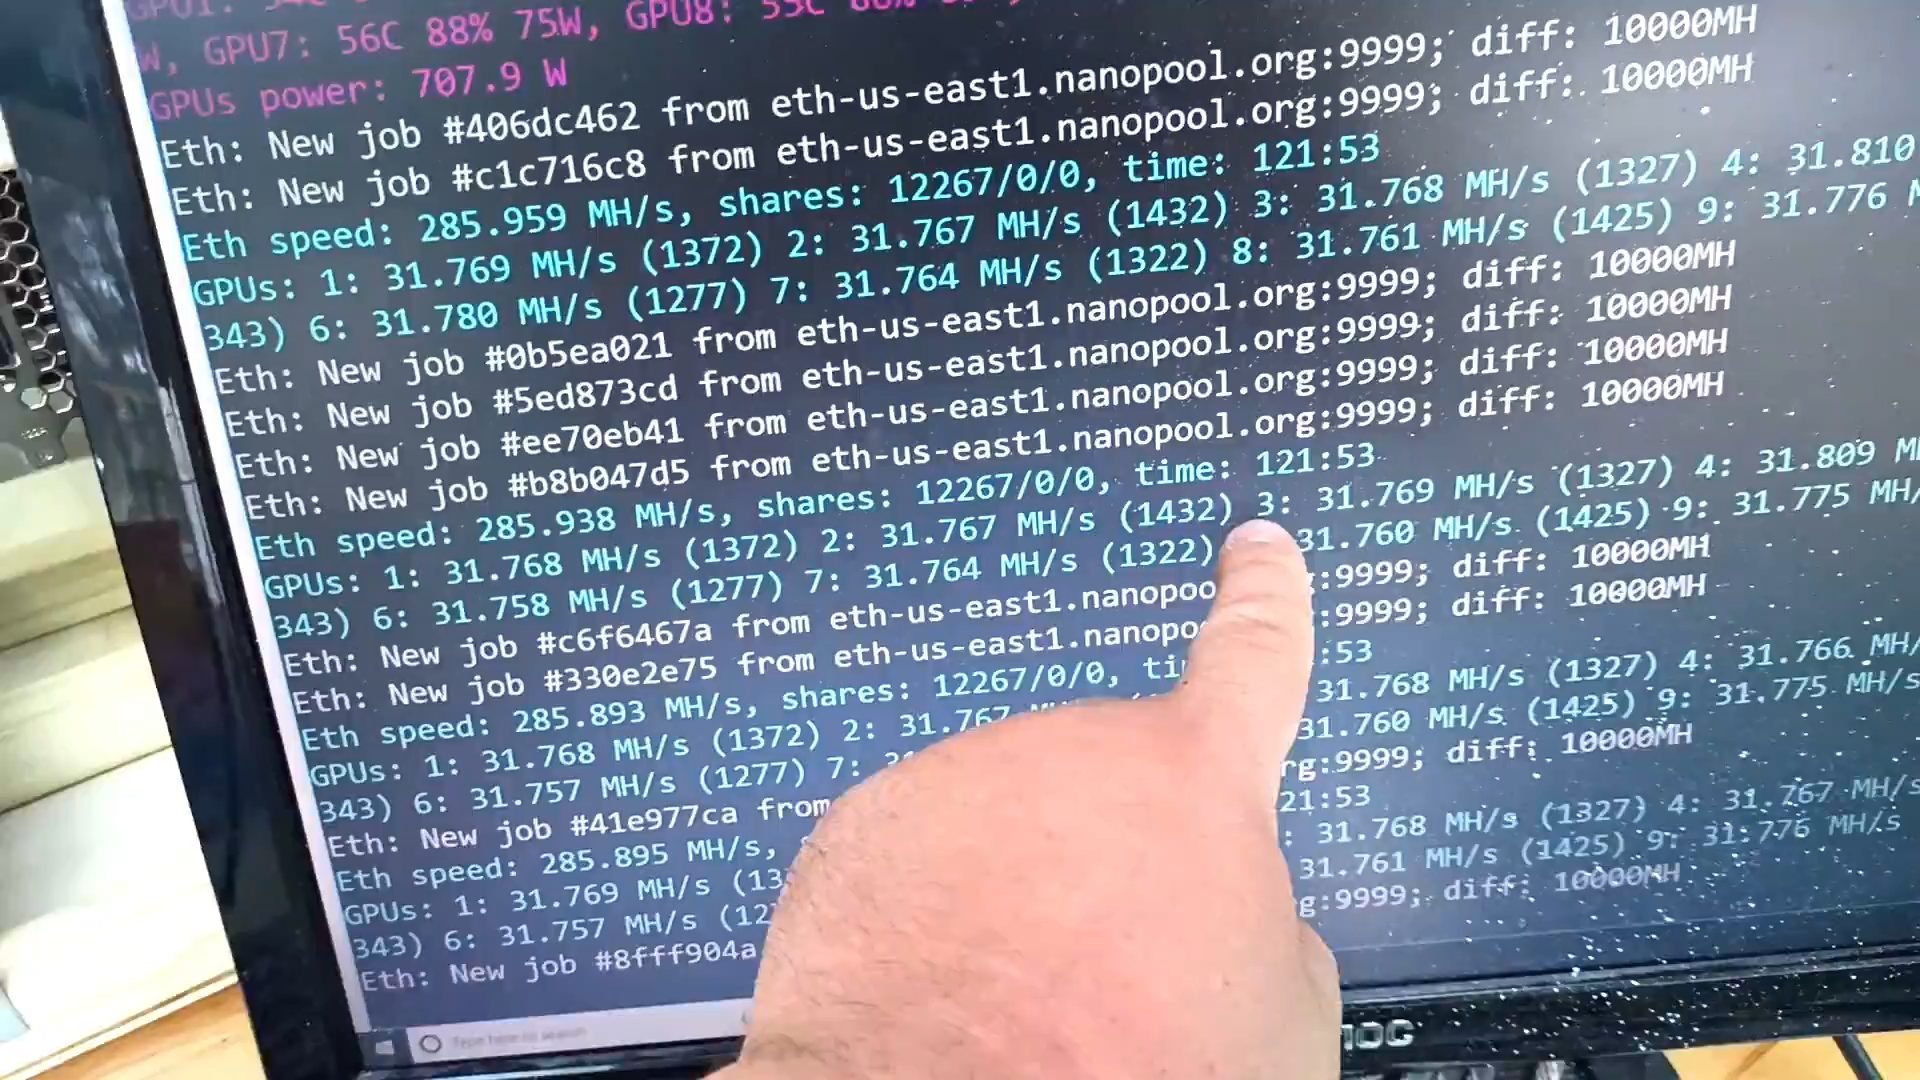 GPU1: 54C
W, GPU7: 56C 88% 75W, GPU8: 55C
GPUs power: 707.9 W
Eth: New job #406dc462 from eth-us-east1.nanopool.org:9999; diff: 10000MH
Eth: New job #c1c716c8 from eth-us-east1.nanopool.org:9999; diff: 10000MH
Eth speed: 285.959 MH/s, shares: 12267/0/0, time: 121:53
GPUs: 1: 31.769 MH/s (1372) 2: 31.767 MH/s (1432) 3: 31.768 MH/s (1327) 4: 31.810
343) 6: 31.780 MH/s (1277) 7: 31.764 MH/s (1322) 8: 31.761 MH/s (1425) 9: 31.776 M
Eth: New job #0b5ea021 from eth-us-east1.nanopool.org:9999; diff: 10000MH
Eth: New job #5ed873cd from eth-us-east1.nanopool.org:9999; diff: 10000MH
Eth: New job #ee70eb41 from eth-us-east1.nanopool.org:9999; diff: 10000MH
Eth: New job #b8b047d5 from eth-us-east1.nanopool.org:9999; diff: 10000MH
Eth speed: 285.938 MH/s, shares: 12267/0/0, time: 121:53
GPUs: 1: 31.768 MH/s (1372) 2: 31.767 MH/s (1432) 3: 31.769 MH/s (1327) 4: 31.809 M
343) 6: 31.758 MH/s (1277) 7: 31.764 MH/s (1322) 31.760 MH/s (1425) 9: 31.775 MH/
Eth: New job #c6f6467a from eth-us-east1.nanopoo g:9999; diff: 10000MH
Eth: New job #330e2e75 from eth-us-east1.nanopo :9999; diff: 10000MH
Eth speed: 285.893 MH/s, shares: 12267/0/0, ti :53
GPUs: 1: 31.768 MH/s (1372) 2: 31.767 31.768 MH/s (1327) 4: 31.766 MH/
343) 6: 31.757 MH/s (1277) 7: 31.760 MH/s (1425) 9: 31.775 MH/s
Eth: New job #41e977ca from rg:9999; diff: 10000MH
Eth speed: 285.895 MH/s, 21:53
GPUs: 1: 31.769 MH/s (13 : 31.768 MH/s (1327) 4: 31.767 MH/s
343) 6: 31.757 MH/s (12 31.761 MH/s (1425) 9: 31.776 MH/s
Eth: New job #8fff904a g:9999; diff: 10000MH
Type here to search
AOC